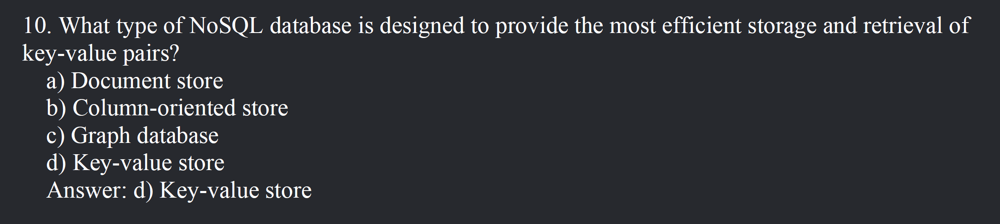 10. What type of NoSQL database is designed to provide the most efficient storage and retrieval of
key-value pairs?
a) Document store
b) Column-oriented store
c) Graph database
d) Key-value store
Answer: d) Key-value store